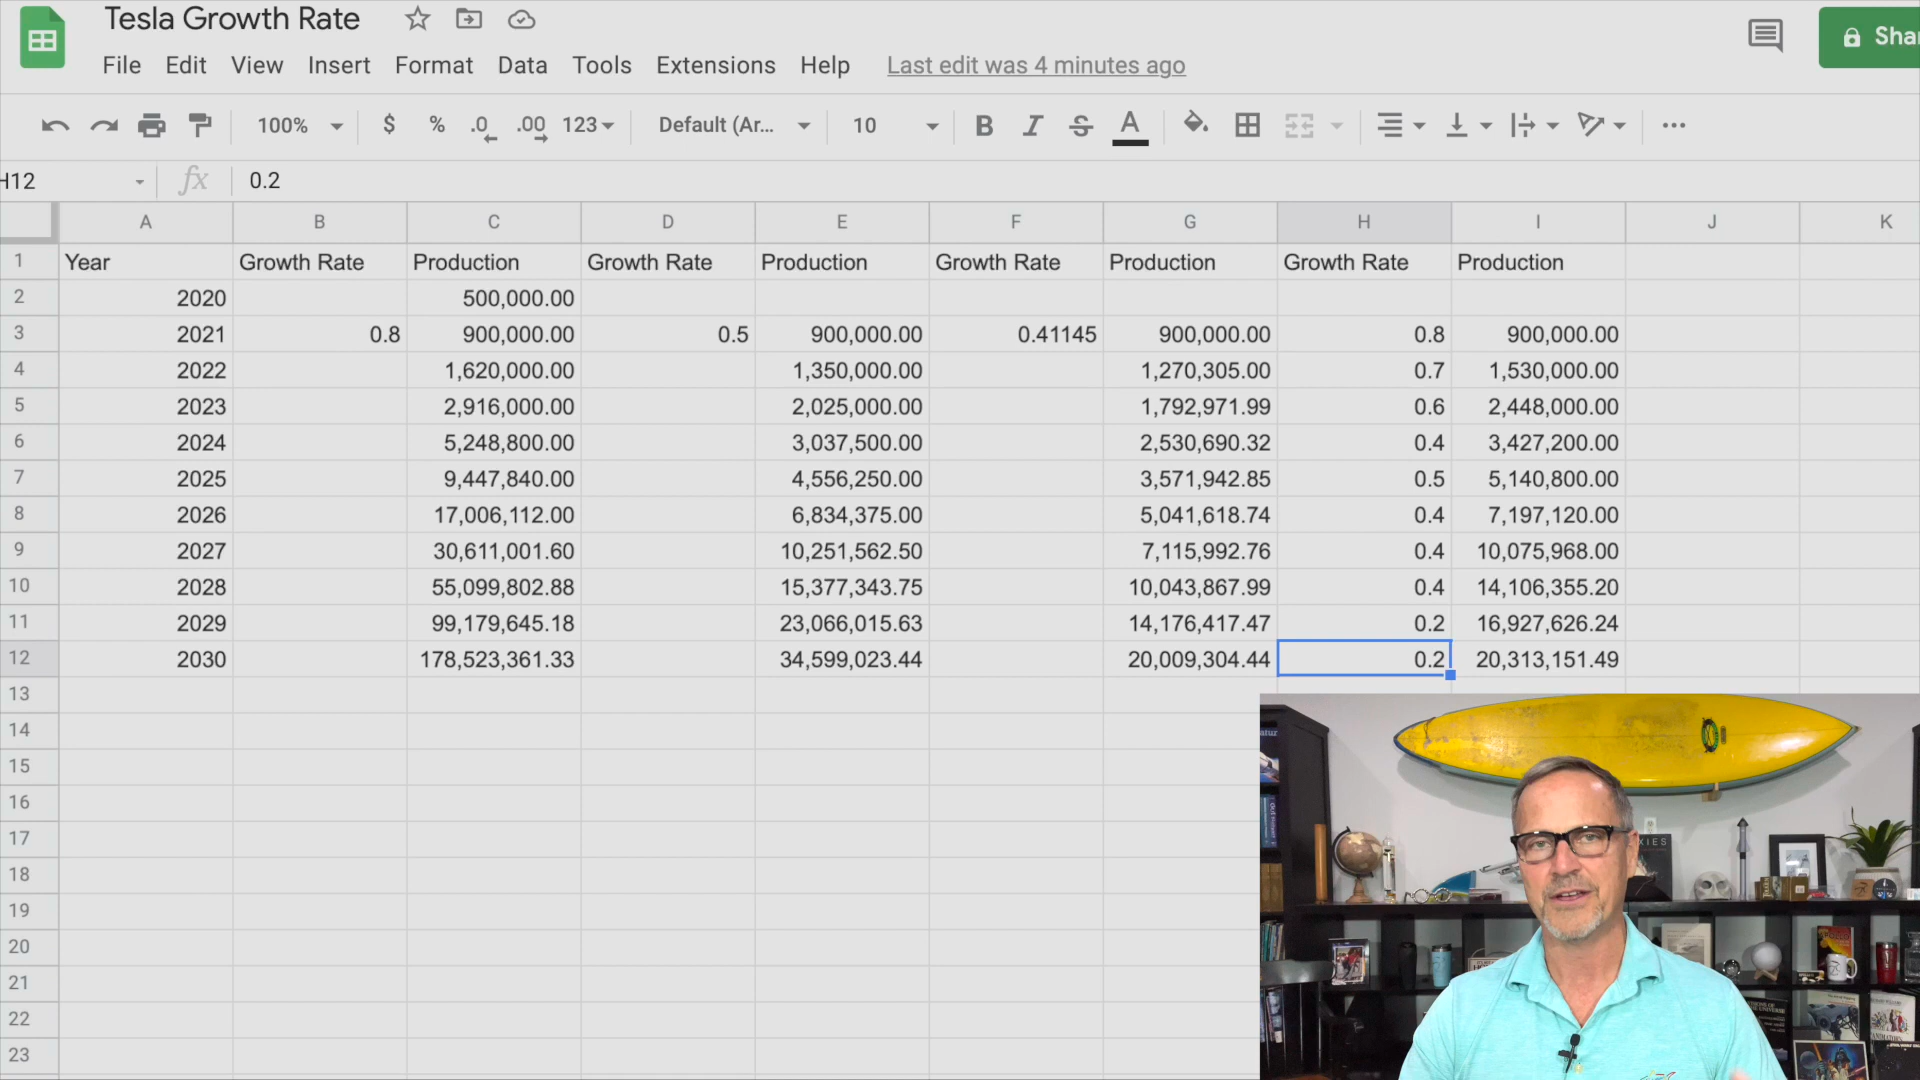 Tesla Growth Rate
File Edit View Insert Format Data Tools Extensions Help Last edit was 4 minutes ago
100% $ % .0 .00 123 Default (Ar... 10 B I S A
H12 fx 0.2
A B C D E F G H I J K
1 Year Growth Rate Production Growth Rate Production Growth Rate Production Growth Rate Production
2 2020 500,000.00
3 2021 0.8 900,000.00 0.5 900,000.00 0.41145 900,000.00 0.8 900,000.00
4 2022 1,620,000.00 1,350,000.00 1,270,305.00 0.7 1,530,000.00
5 2023 2,916,000.00 2,025,000.00 1,792,971.99 0.6 2,448,000.00
6 2024 5,248,800.00 3,037,500.00 2,530,690.32 0.4 3,427,200.00
7 2025 9,447,840.00 4,556,250.00 3,571,942.85 0.5 5,140,800.00
8 2026 17,006,112.00 6,834,375.00 5,041,618.74 0.4 7,197,120.00
9 2027 30,611,001.60 10,251,562.50 7,115,992.76 0.4 10,075,968.00
10 2028 55,099,802.88 15,377,343.75 10,043,867.99 0.4 14,106,355.20
11 2029 99,179,645.18 23,066,015.63 14,176,417.47 0.2 16,927,626.24
12 2030 178,523,361.33 34,599,023.44 20,009,304.44 0.2 20,313,151.49
13
14
15
16
17
18
19
20
21
22
23